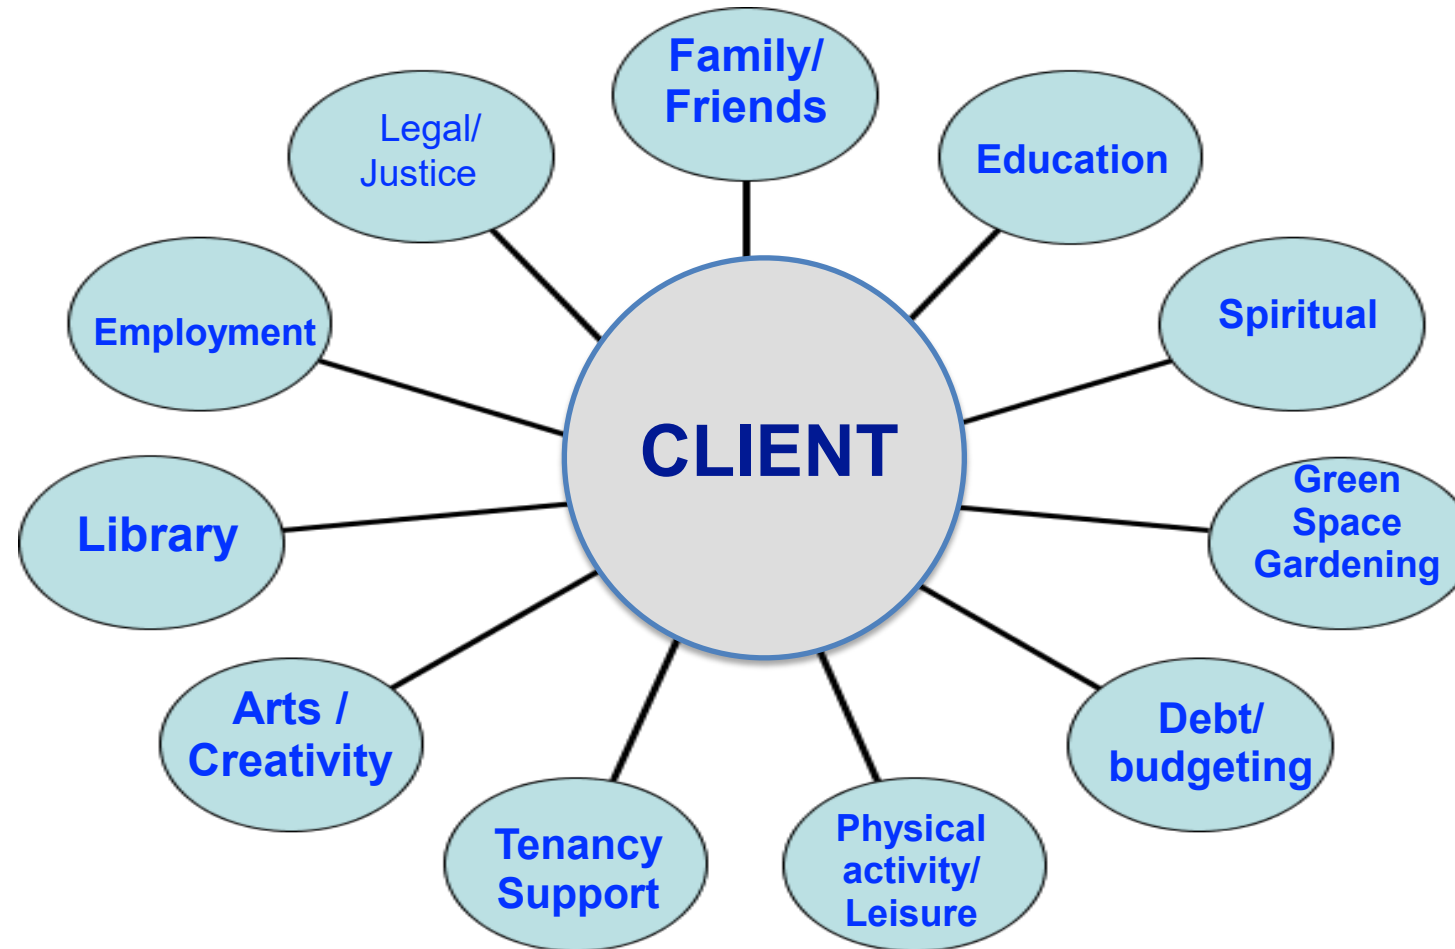 Family/
Friends
Legal/
Justice
Education
Employment
Spiritual
CLIENT
Library
Green
Space
Gardening
Arts /
Creativity
Debt/
budgeting
Tenancy
Support
Physical
activity/
Leisure